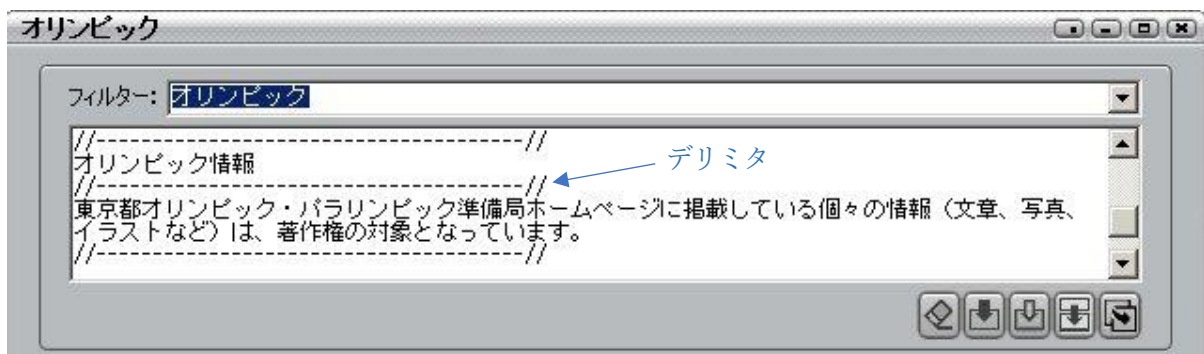 オリンピック
フィルター: オリンピック
//--------------------------------------//
オリンピック情報
//--------------------------------------//
デリミタ
東京都オリンピック・パラリンピック準備局ホームページに掲載している個々の情報（文章、写真、
イラストなど）は、著作権の対象となっています。
//--------------------------------------//